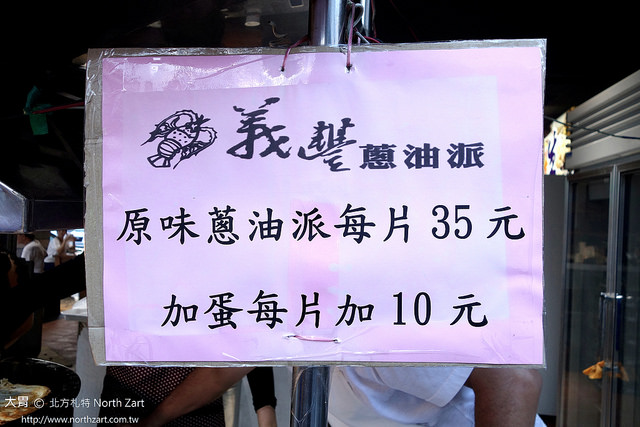 義豐蔥油派
原味蔥油派每片35元
加蛋每片加10元
大胃 © 北方札特 North Zart
http://www.northzart.com.tw